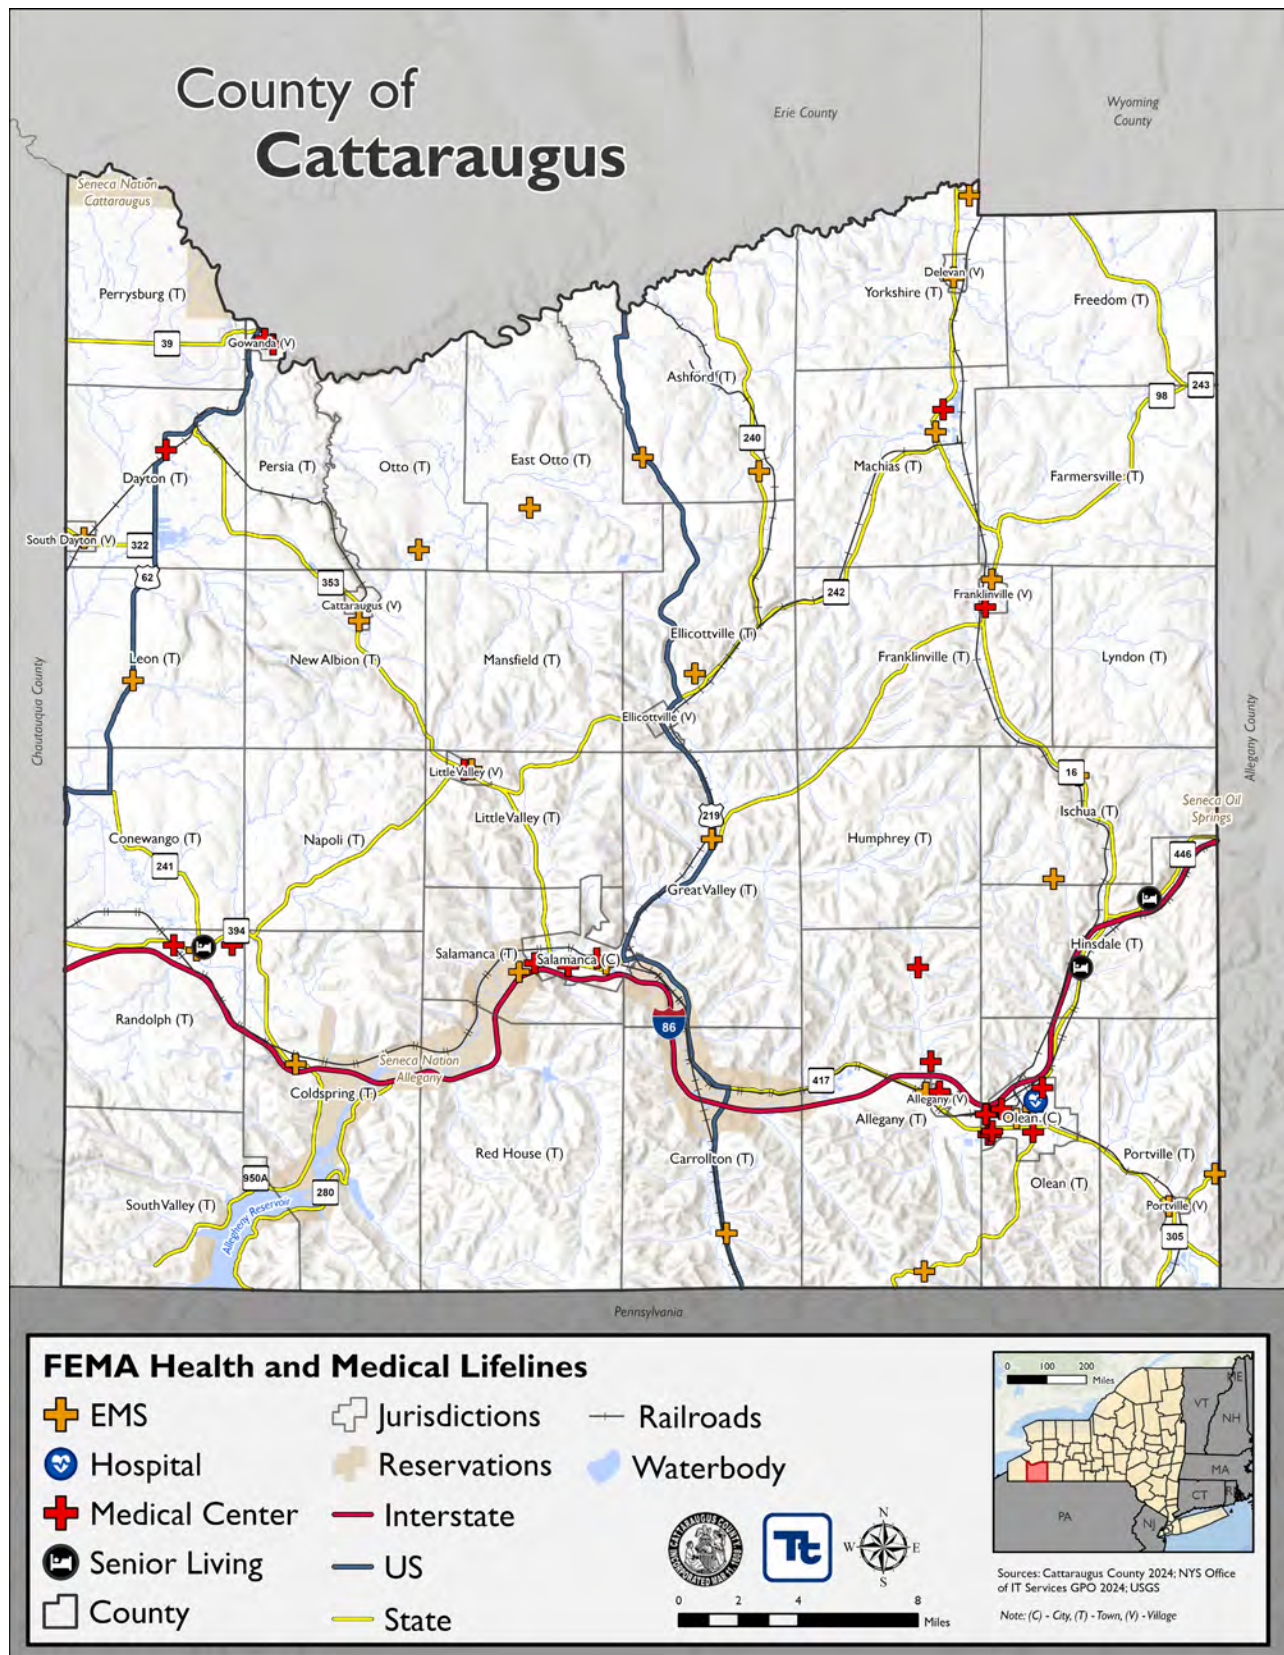 County of
Cattaraugus
Erie County
Wyoming
County
Seneca Nation
Cattaraugus
Delevan (V)
Perrysburg (T)
Yorkshire (T)
Freedom (T)
39
Gowanda (V)
Ashford (T)
243
98
240
Persia (T)
Otto (T)
East Otto (T)
Machias (T)
Dayton (T)
Farmersville (T)
South Dayton (V)
322
62
353
242
Franklinville (V)
Cattaraugus (V)
Ellicottville (T)
Leon (T)
New Albion (T)
Mansfield (T)
Franklinville (T)
Lyndon (T)
Chautauqua County
Allegany County
Ellicottville (V)
Little Valley (V)
16
Seneca Oil
Springs
Ischua (T)
219
Little Valley (T)
Conewango (T)
Napoli (T)
Humphrey (T)
446
241
Great Valley (T)
394
Hinsdale (T)
Salamanca (T)
Salamanca (C)
Randolph (T)
86
Seneca Nation
Allegany
417
Coldspring (T)
Allegany (V)
Allegany (T)
Olean (C)
Red House (T)
Carrollton (T)
Portville (T)
950A
280
Olean (T)
South Valley (T)
Allegheny Reservoir
Portville (V)
305
Pennsylvania
FEMA Health and Medical Lifelines
EMS
Hospital
Medical Center
Senior Living
County
Jurisdictions
Reservations
Interstate
US
State
Railroads
Waterbody
CATTARAUGUS COUNTY
Tt
N
W E
S
0 2 4 8
Miles
0 100 200
Miles
ME
VT
NH
MA
CT
RI
PA
NJ
Sources: Cattaraugus County 2024; NYS Office
of IT Services GPO 2024; USGS
Note: (C) - City, (T) - Town, (V) - Village